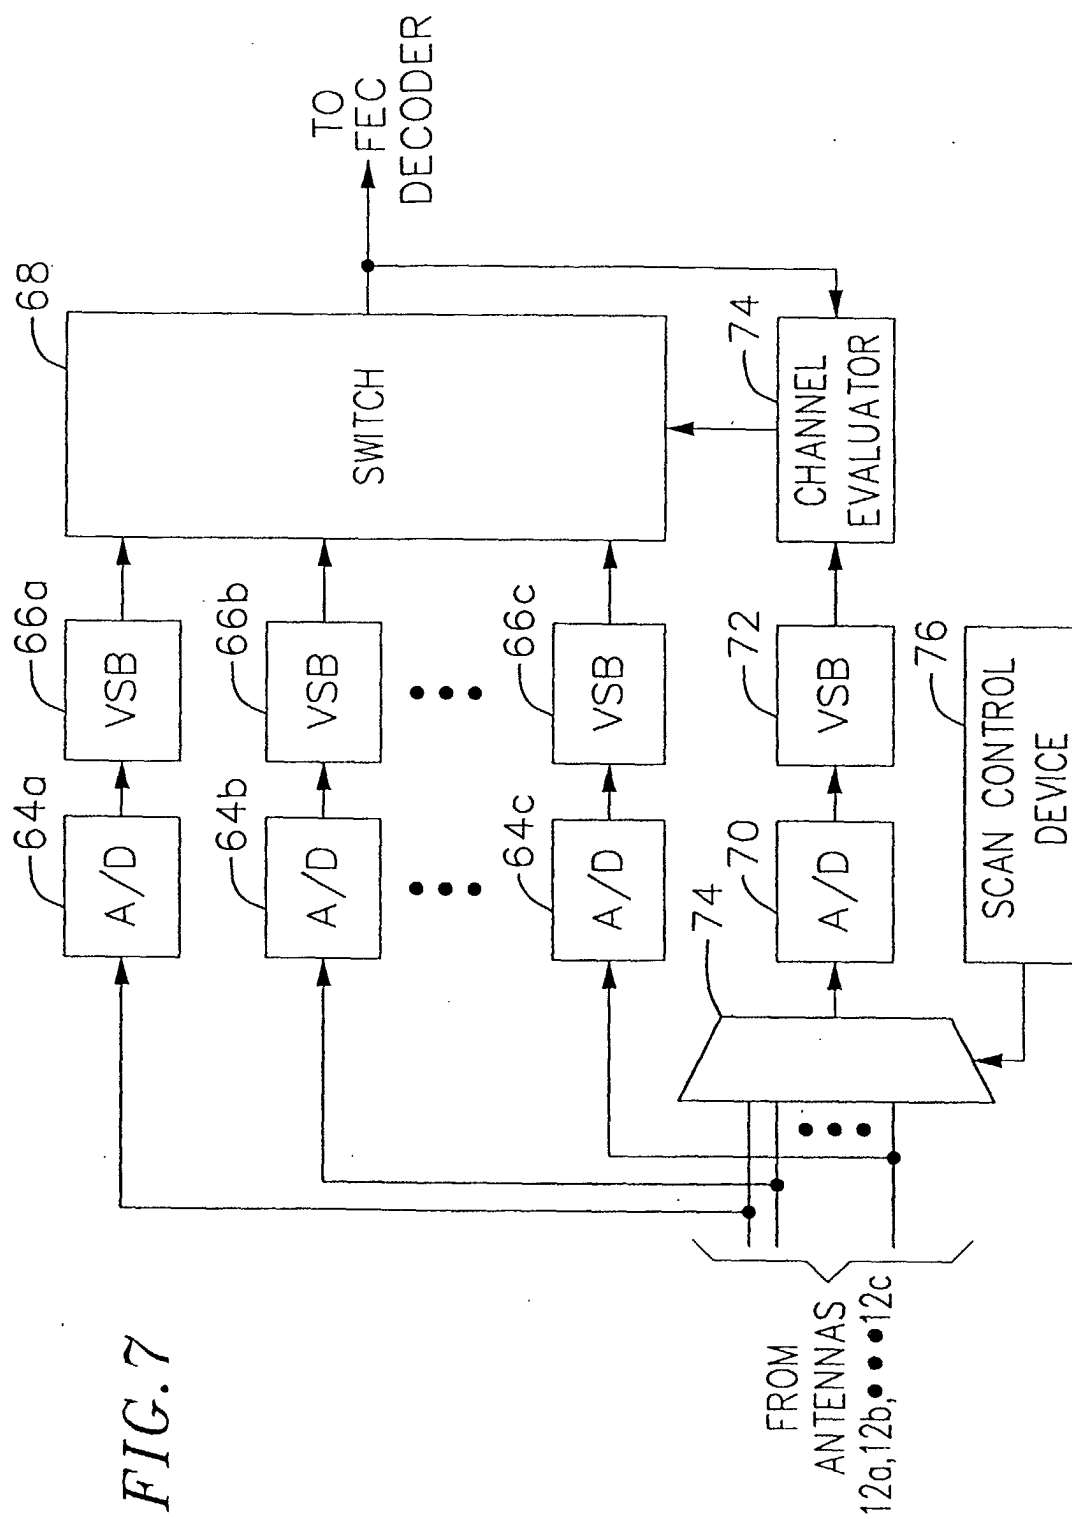 FIG. 7
FROM
ANTENNAS
12a, 12b, ●●● 12c
64a
A/D
66a
VSB
64b
A/D
66b
VSB
64c
A/D
66c
VSB
74
70
A/D
72
VSB
76
SCAN CONTROL
DEVICE
68
SWITCH
74
CHANNEL
EVALUATOR
TO
FEC
DECODER